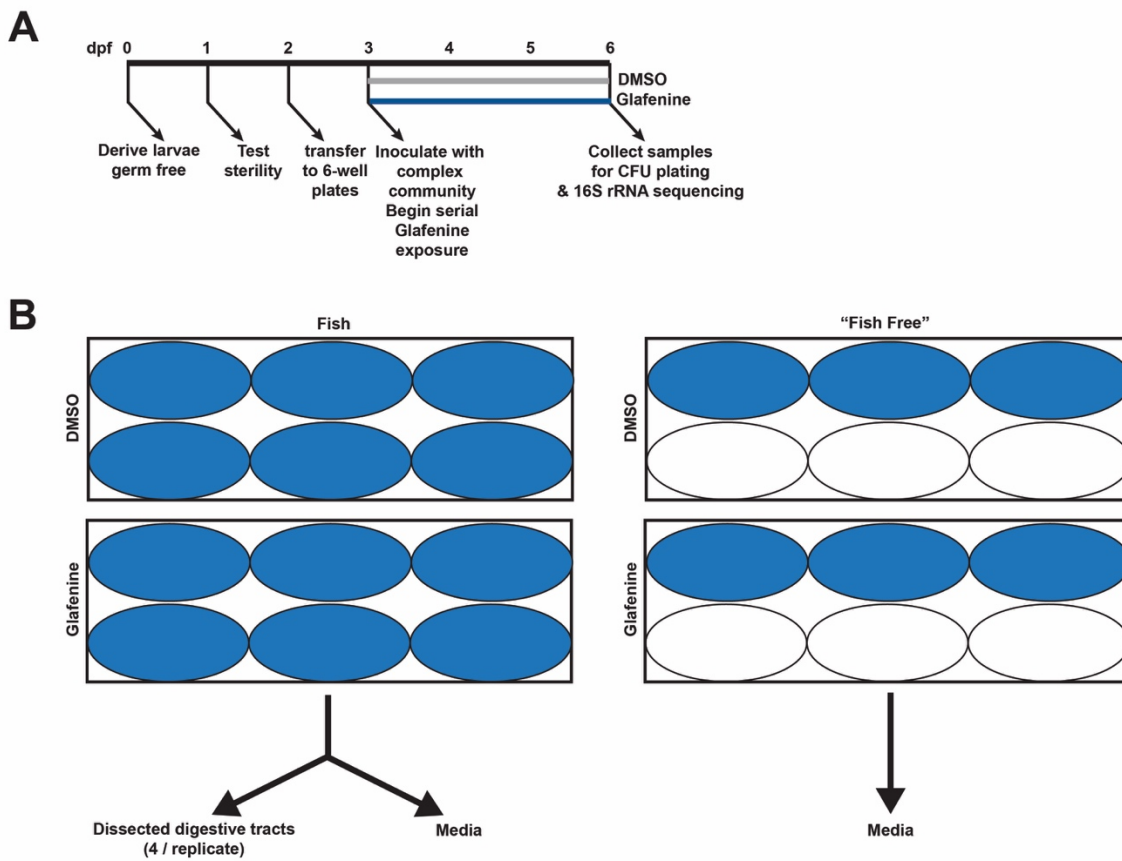 A
dpf 0 1 2 3 4 5 6
DMSO
Glafenine
Derive larvae
germ free
Test
sterility
transfer
to 6-well
plates
Inoculate with
complex
community
Begin serial
Glafenine
exposure
Collect samples
for CFU plating
& 16S rRNA sequencing
B
Fish
DMSO
Glafenine
Dissected digestive tracts
(4 / replicate)
Media
"Fish Free"
DMSO
Glafenine
Media